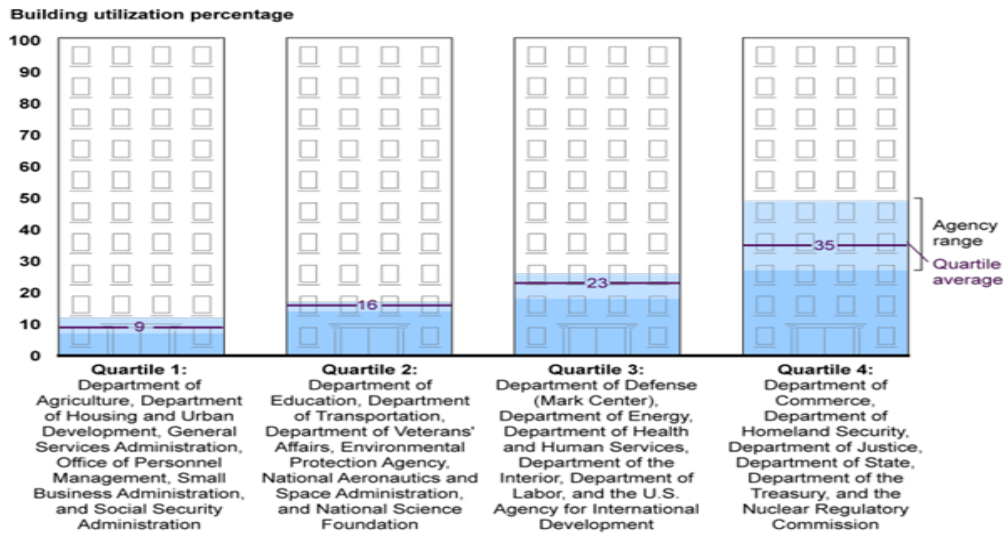 Building utilization percentage
100
90
80
70
60
50
40
30
20
10
0
9
16
23
35
Agency
range
Quartile
average
Quartile 1:
Department of
Agriculture, Department
of Housing and Urban
Development, General
Services Administration,
Office of Personnel
Management, Small
Business Administration,
and Social Security
Administration
Quartile 2:
Department of
Education, Department
of Transportation,
Department of Veterans'
Affairs, Environmental
Protection Agency,
National Aeronautics and
Space Administration,
and National Science
Foundation
Quartile 3:
Department of Defense
(Mark Center),
Department of Energy,
Department of Health
and Human Services,
Department of the
Interior, Department of
Labor, and the U.S.
Agency for International
Development
Quartile 4:
Department of
Commerce,
Department of
Homeland Security,
Department of Justice,
Department of State,
Department of the
Treasury, and the
Nuclear Regulatory
Commission